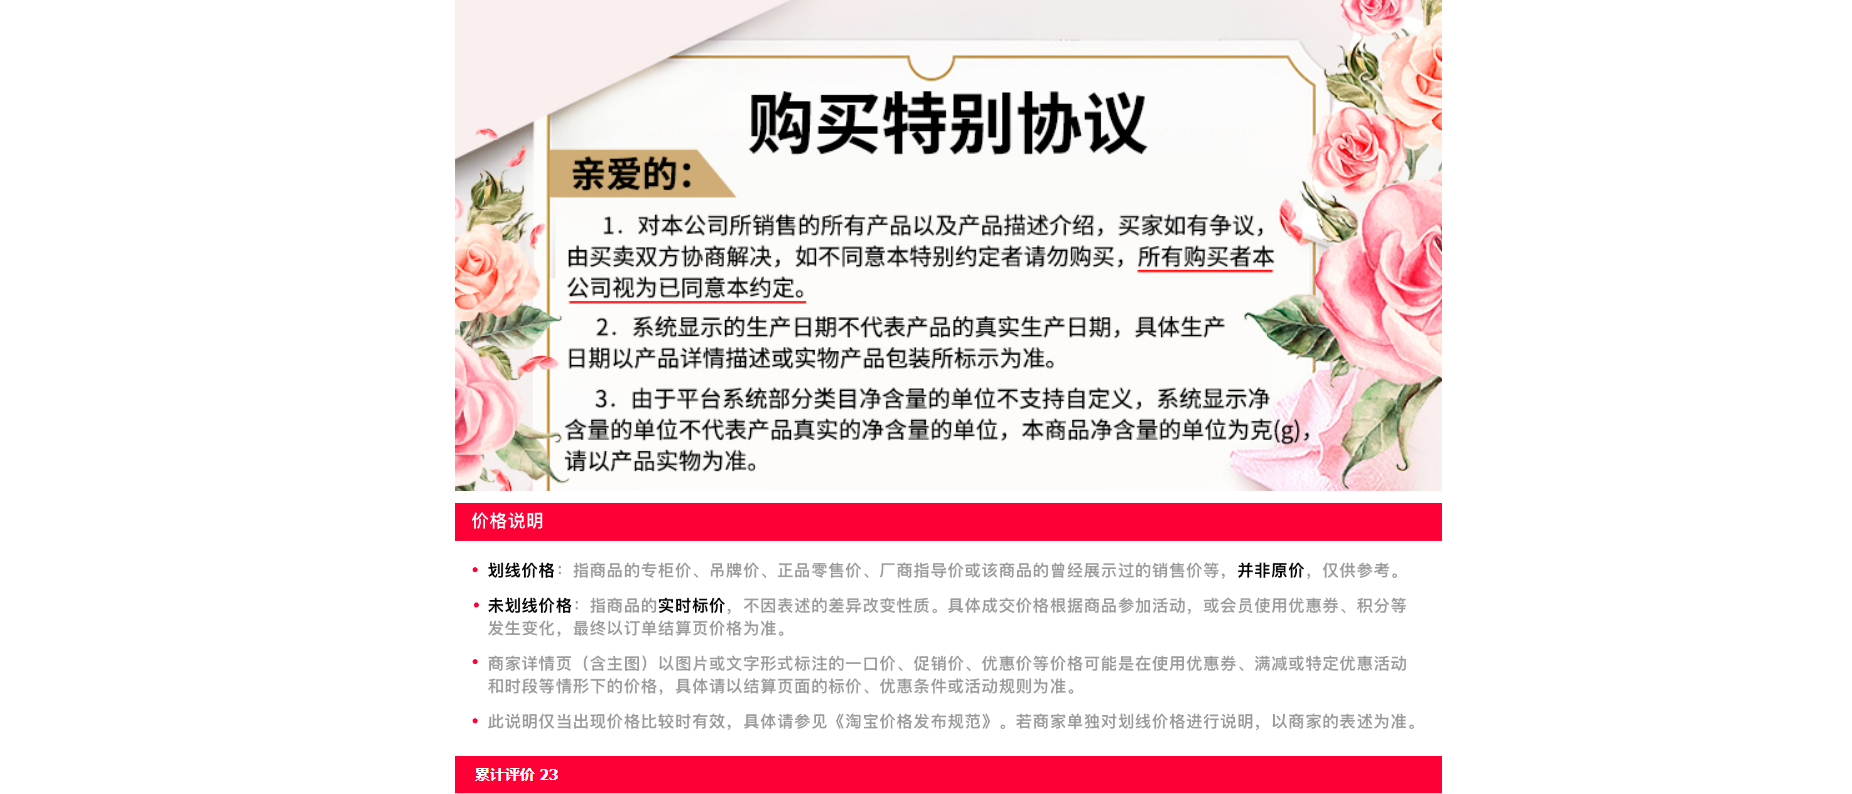 购买特别协议
亲爱的：
1．对本公司所销售的所有产品以及产品描述介绍，买家如有争议，
由买卖双方协商解决，如不同意本特别约定者请勿购买，所有购买者本
公司视为已同意本约定。
2．系统显示的生产日期不代表产品的真实生产日期，具体生产
日期以产品详情描述或实物产品包装所标示为准。
3．由于平台系统部分类目净含量的单位不支持自定义，系统显示净
含量的单位不代表产品真实的净含量的单位，本商品净含量的单位为克(g)，
请以产品实物为准。
价格说明
• 划线价格：指商品的专柜价、吊牌价、正品零售价、厂商指导价或该商品的曾经展示过的销售价等，并非原价，仅供参考。
• 未划线价格：指商品的实时标价，不因表述的差异改变性质。具体成交价格根据商品参加活动，或会员使用优惠券、积分等
发生变化，最终以订单结算页价格为准。
• 商家详情页（含主图）以图片或文字形式标注的一口价、促销价、优惠价等价格可能是在使用优惠券、满减或特定优惠活动
和时段等情形下的价格，具体请以结算页面的标价、优惠条件或活动规则为准。
• 此说明仅当出现价格比较时有效，具体请参见《淘宝价格发布规范》。若商家单独对划线价格进行说明，以商家的表述为准。
累计评价 23